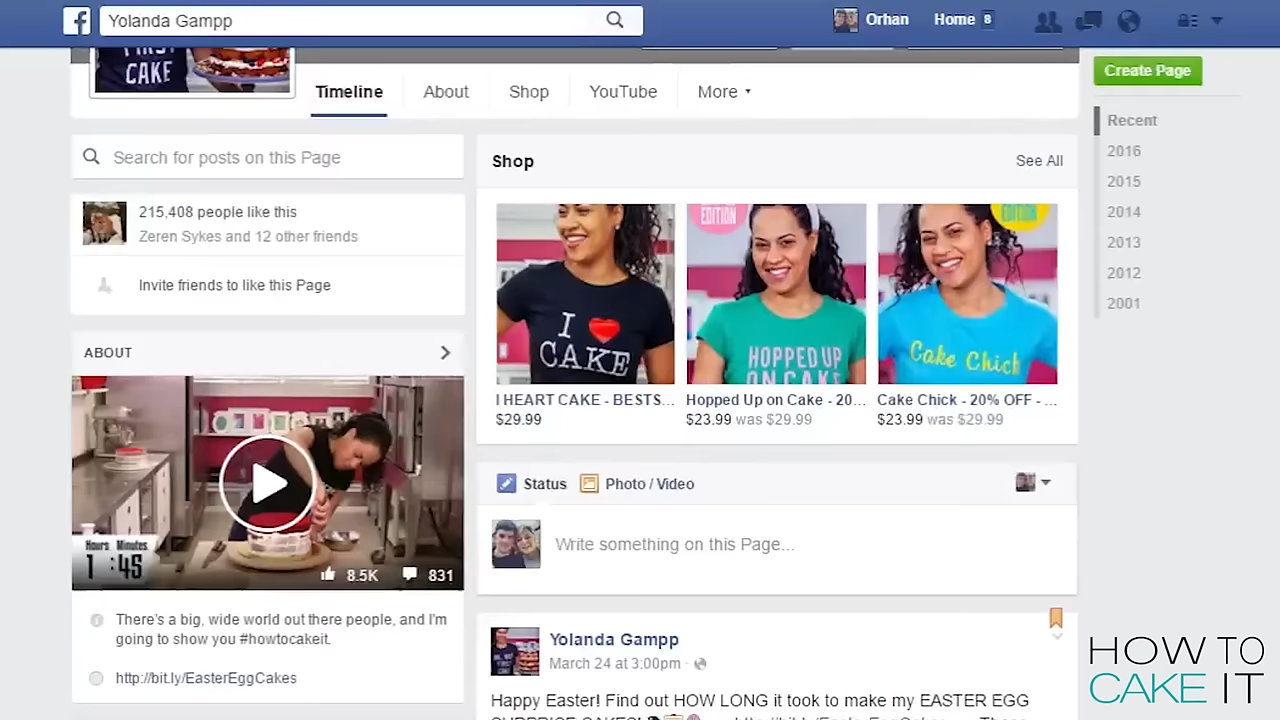 Yolanda Gampp
Orhan
Home 8
FIRST
CAKE
Timeline
About
Shop
YouTube
More
Create Page
Recent
2016
2015
2014
2013
2012
2001
Search for posts on this Page
215,408 people like this
Zeren Sykes and 12 other friends
Invite friends to like this Page
ABOUT
Hours Minutes
1 :45
8.5K 831
There's a big, wide world out there people, and I'm
going to show you #howtocakeit.
http://bit.ly/EasterEggCakes
Shop
See All
I ❤ CAKE
EDITION
HOPPED UP
ON CAKE
EDITION
Cake Chick
I HEART CAKE - BESTS...
$29.99
Hopped Up on Cake - 20...
$23.99 was $29.99
Cake Chick - 20% OFF - ...
$23.99 was $29.99
Status
Photo / Video
Write something on this Page...
Yolanda Gampp
March 24 at 3:00pm ·
Happy Easter! Find out HOW LONG it took to make my EASTER EGG
SURPRISE CAKES!
HOW TO
CAKE IT